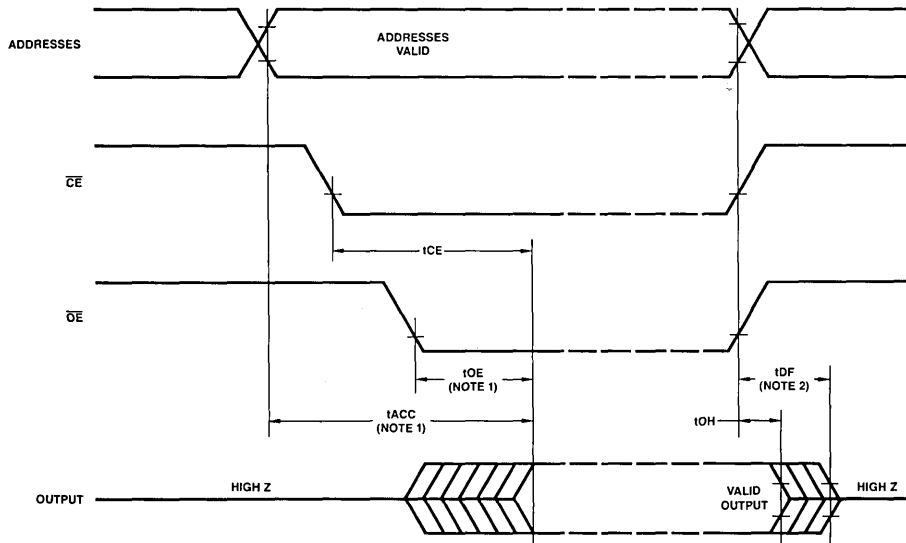 ADDRESSES
ADDRESSES
VALID
CE
tCE
OE
tOE
(NOTE 1)
tDF
(NOTE 2)
tACC
(NOTE 1)
tOH
HIGH Z
OUTPUT
VALID
OUTPUT
HIGH Z